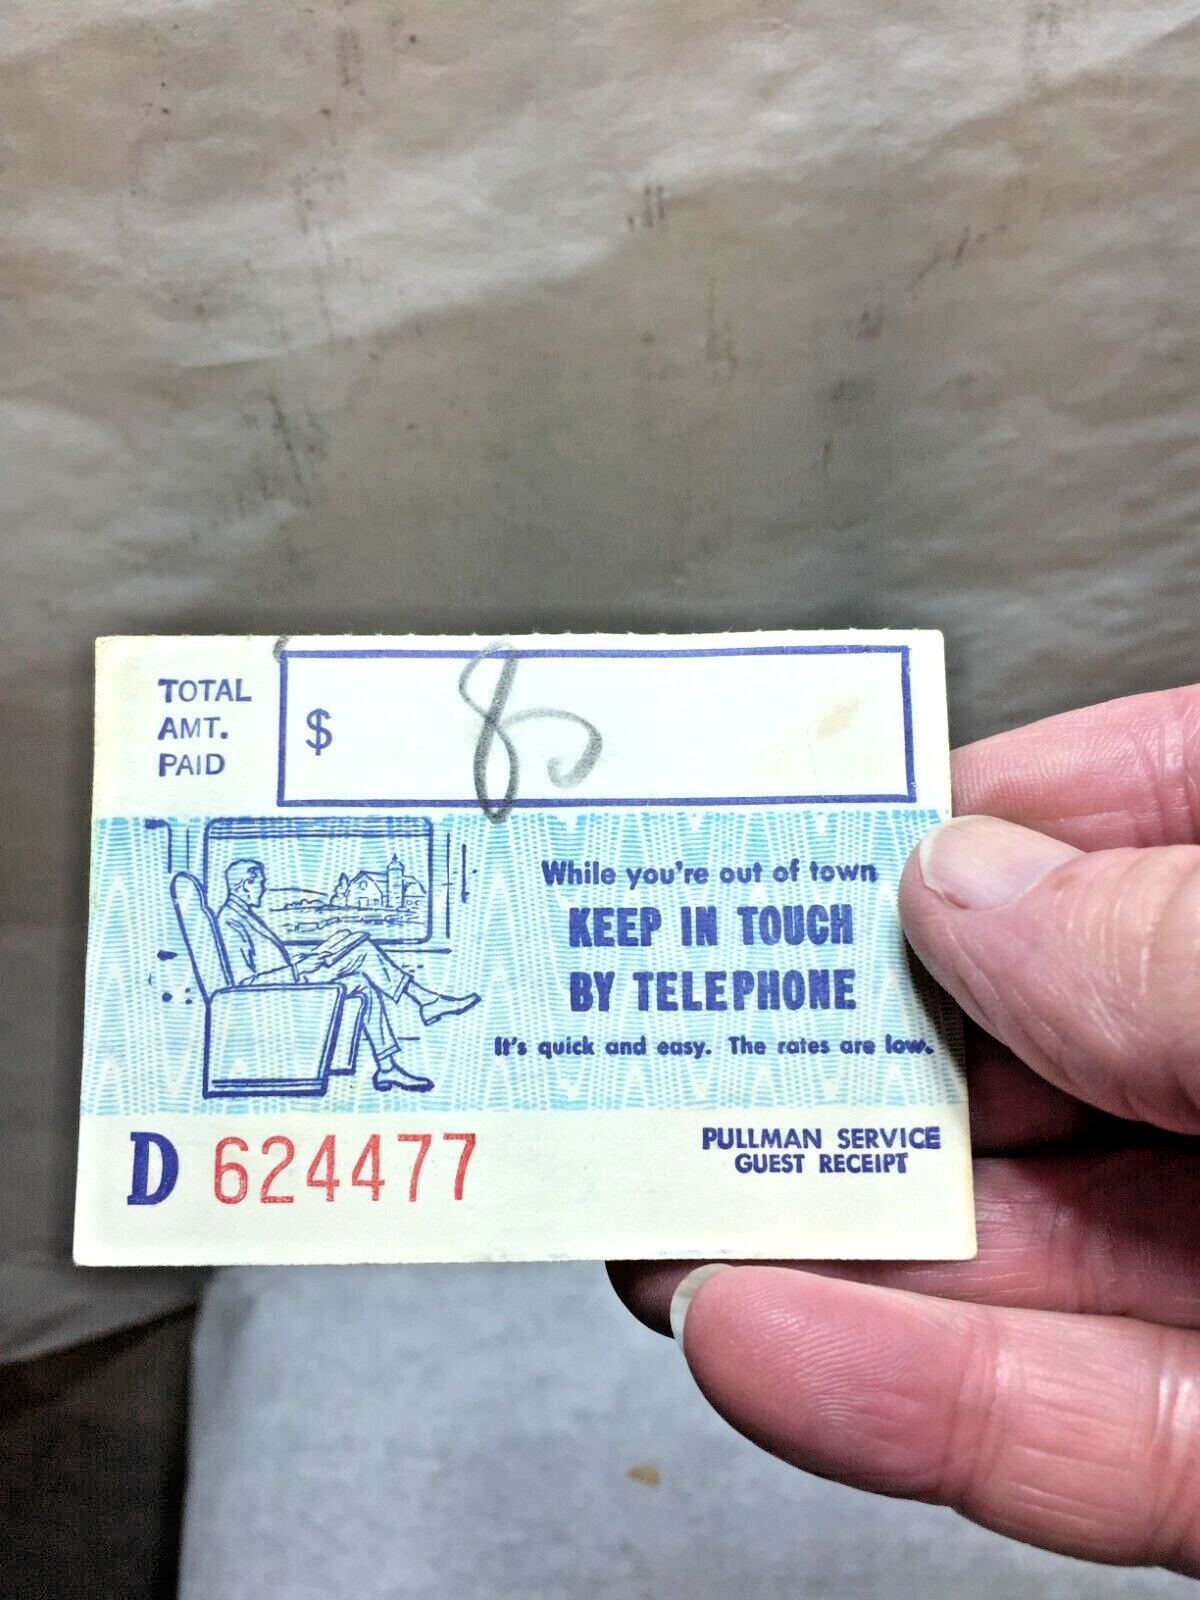 TOTAL
AMT.
PAID
$
While you're out of town
KEEP IN TOUCH
BY TELEPHONE
It's quick and easy. The rates are low.
D 624477
PULLMAN SERVICE
GUEST RECEIPT